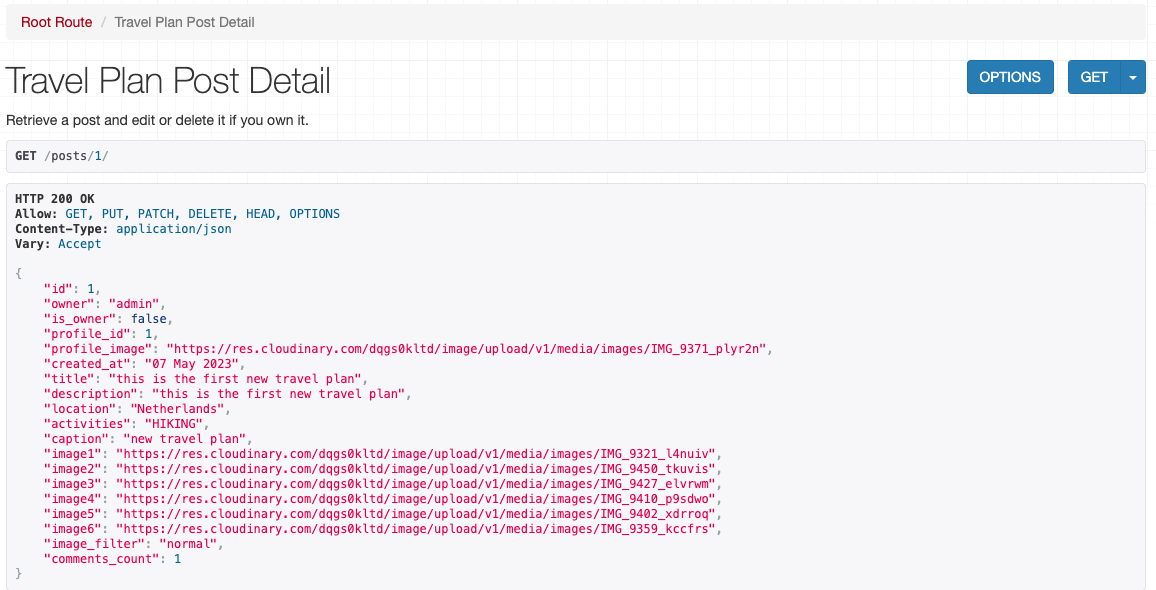 Root Route / Travel Plan Post Detail
Travel Plan Post Detail
OPTIONS
GET
Retrieve a post and edit or delete it if you own it.
GET /posts/1/
HTTP 200 OK
Allow: GET, PUT, PATCH, DELETE, HEAD, OPTIONS
Content-Type: application/json
Vary: Accept
{
    "id": 1,
    "owner": "admin",
    "is_owner": false,
    "profile_id": 1,
    "profile_image": "https://res.cloudinary.com/dqgs0kltd/image/upload/v1/media/images/IMG_9371_plyr2n",
    "created_at": "07 May 2023",
    "title": "this is the first new travel plan",
    "description": "this is the first new travel plan",
    "location": "Netherlands",
    "activities": "HIKING",
    "caption": "new travel plan",
    "image1": "https://res.cloudinary.com/dqgs0kltd/image/upload/v1/media/images/IMG_9321_l4nuiv",
    "image2": "https://res.cloudinary.com/dqgs0kltd/image/upload/v1/media/images/IMG_9450_tkuvis",
    "image3": "https://res.cloudinary.com/dqgs0kltd/image/upload/v1/media/images/IMG_9427_elvrwm",
    "image4": "https://res.cloudinary.com/dqgs0kltd/image/upload/v1/media/images/IMG_9410_p9sdwo",
    "image5": "https://res.cloudinary.com/dqgs0kltd/image/upload/v1/media/images/IMG_9402_xdrroq",
    "image6": "https://res.cloudinary.com/dqgs0kltd/image/upload/v1/media/images/IMG_9359_kccfrs",
    "image_filter": "normal",
    "comments_count": 1
}